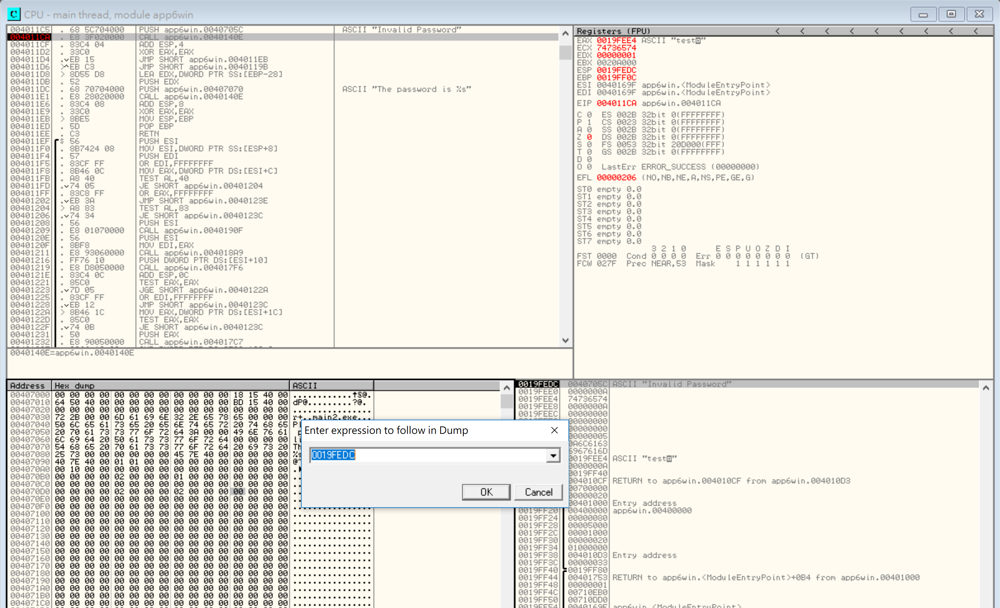 CPU - main thread, module app6win
004011C5 . 68 5C704000 PUSH app6win.0040705C ASCII "Invalid Password"
004011CA . E8 3F020000 CALL app6win.0040140E
004011CF . 83C4 04 ADD ESP,4
004011D2 . 33C0 XOR EAX,EAX
004011D4 .vEB 15 JMP SHORT app6win.004011EB
004011D6 >^EB C3 JMP SHORT app6win.0040119B
004011D8 > 8D55 D8 LEA EDX,DWORD PTR SS:[EBP-28]
004011DB . 52 PUSH EDX
004011DC . 68 70704000 PUSH app6win.00407070 ASCII "The password is %s"
004011E1 . E8 28020000 CALL app6win.0040140E
004011E6 . 83C4 08 ADD ESP,8
004011E9 . 33C0 XOR EAX,EAX
004011EB > 8BE5 MOV ESP,EBP
004011ED . 5D POP EBP
004011EE . C3 RETN
004011EF $ 56 PUSH ESI
004011F0 . 8B7424 08 MOV ESI,DWORD PTR SS:[ESP+8]
004011F4 . 57 PUSH EDI
004011F5 . 83CF FF OR EDI,FFFFFFFF
004011F8 . 8B46 0C MOV EAX,DWORD PTR DS:[ESI+C]
004011FB . A8 40 TEST AL,40
004011FD .v74 05 JE SHORT app6win.00401204
004011FF . 83C8 FF OR EAX,FFFFFFFF
00401202 .vEB 3A JMP SHORT app6win.0040123E
00401204 > A8 83 TEST AL,83
00401206 .v74 34 JE SHORT app6win.0040123C
00401208 . 56 PUSH ESI
00401209 . E8 01070000 CALL app6win.0040190F
0040120E . 56 PUSH ESI
0040120F . 8BF8 MOV EDI,EAX
00401211 . E8 93060000 CALL app6win.004018A9
00401216 . FF76 10 PUSH DWORD PTR DS:[ESI+10]
00401219 . E8 D8050000 CALL app6win.004017F6
0040121E . 83C4 0C ADD ESP,0C
00401221 . 85C0 TEST EAX,EAX
00401223 .v7D 05 JGE SHORT app6win.0040122A
00401225 . 83CF FF OR EDI,FFFFFFFF
00401228 .vEB 12 JMP SHORT app6win.0040123C
0040122A > 8B46 1C MOV EAX,DWORD PTR DS:[ESI+1C]
0040122D . 85C0 TEST EAX,EAX
0040122F .v74 0B JE SHORT app6win.0040123C
00401231 . 50 PUSH EAX
00401232 . E8 90050000 CALL app6win.004017C7
0040140E=app6win.0040140E
Registers (FPU) < < < < < < < < <
EAX 0019FEE4 ASCII "test"
ECX 74736574
EDX 00000001
EBX 0020A000
ESP 0019FEDC
EBP 0019FF0C
ESI 0040169F app6win.<ModuleEntryPoint>
EDI 0040169F app6win.<ModuleEntryPoint>
EIP 004011CA app6win.004011CA
C 0 ES 002B 32bit 0(FFFFFFFF)
P 1 CS 0023 32bit 0(FFFFFFFF)
A 0 SS 002B 32bit 0(FFFFFFFF)
Z 0 DS 002B 32bit 0(FFFFFFFF)
S 0 FS 0053 32bit 20D000(FFF)
T 0 GS 002B 32bit 0(FFFFFFFF)
D 0
O 0 LastErr ERROR_SUCCESS (00000000)
EFL 00000206 (NO,NB,NE,A,NS,PE,GE,G)
ST0 empty 0.0
ST1 empty 0.0
ST2 empty 0.0
ST3 empty 0.0
ST4 empty 0.0
ST5 empty 0.0
ST6 empty 0.0
ST7 empty 0.0
3 2 1 0 E S P U O Z D I
FST 0000 Cond 0 0 0 0 Err 0 0 0 0 0 0 0 0 (GT)
FCW 027F Prec NEAR,53 Mask 1 1 1 1 1 1
Address Hex dump ASCII
00407000 00 00 00 00 00 00 00 00 00 00 00 00 18 15 40 00 ............↑S@.
00407010 64 50 40 00 00 00 00 00 00 00 00 00 BD 15 40 00 dP@.........?@.
00407020 00 00 00 00 00 00 00 00 00 00 00 00 00 00 00 00 ................
00407030 72 2B 00 00 6D 61 69 6E 32 2E 65 78 65 00 00 00 r+..main2.exe...
00407040 50 6C 65 61 73 65 20 65 6E 74 65 72 20 74 68 65 Pl
00407050 20 70 61 73 73 77 6F 72 64 3A 00 00 49 6E 76 61 p
00407060 6C 69 64 20 50 61 73 73 77 6F 72 64 00 00 00 00 li
00407070 54 68 65 20 70 61 73 73 77 6F 72 64 20 69 73 20 Th
00407080 25 73 00 00 00 00 00 00 45 7E 40 00 00 00 00 00 %s
00407090 40 7E 40 00 01 01 00 00 00 00 00 00 00 00 00 00 @~
004070A0 00 10 00 00 00 00 00 00 00 00 00 00 00 00 00 00
004070B0 00 00 00 00 02 00 00 00 01 00 00 00 00 00 00 00 ..
004070C0 00 00 00 00 00 00 00 00 00 00 00 00 00 00 00 00 ..
004070D0 00 00 00 00 02 00 00 00 02 00 00 00 00 00 00 00 ..
004070E0 00 00 00 00 00 00 00 00 00 00 00 00 00 00 00 00 ..
004070F0 00 00 00 00 00 00 00 00 00 00 00 00 00 00 00 00 ................
00407100 00 00 00 00 00 00 00 00 00 00 00 00 00 00 00 00 ................
00407110 00 00 00 00 00 00 00 00 00 00 00 00 00 00 00 00 ................
00407120 00 00 00 00 00 00 00 00 00 00 00 00 00 00 00 00 ................
00407130 00 00 00 00 00 00 00 00 00 00 00 00 00 00 00 00 ................
00407140 00 00 00 00 00 00 00 00 00 00 00 00 00 00 00 00 ................
00407150 00 00 00 00 00 00 00 00 00 00 00 00 00 00 00 00 ................
00407160 00 00 00 00 00 00 00 00 00 00 00 00 00 00 00 00 ................
00407170 00 00 00 00 00 00 00 00 00 00 00 00 00 00 00 00 ................
00407180 00 00 00 00 00 00 00 00 00 00 00 00 00 00 00 00 ................
00407190 00 00 00 00 00 00 00 00 00 00 00 00 00 00 00 00 ................
004071A0 00 00 00 00 00 00 00 00 00 00 00 00 00 00 00 00 ................
004071B0 00 00 00 00 00 00 00 00 00 00 00 00 00 00 00 00 ................
004071C0 00 00 00 00 00 00 00 00 00 00 00 00 00 00 00 00 ................
Enter expression to follow in Dump
0019FEDC
OK Cancel
0019FEDC 0040705C ASCII "Invalid Password"
0019FEE0 0000000A
0019FEE4 74736574
0019FEE8 0000000A
0019FEEC 00000000
00000000
00000000
00000005
0A6C6163
6967616D
0019FEE4 ASCII "test"
0000000A
0019FF40
004010CF RETURN to app6win.004010CF from app6win.004010D3
00700000
00000020
00401000 Entry address
0019FF20 00400000 app6win.00400000
0019FF24 00000080
0019FF28 00005000
0019FF2C 00001000
0019FF30 00000020
0019FF34 01000000
0019FF38 004010D3 Entry address
0019FF3C 00000033
0019FF40 0019FF80
0019FF44 00401753 RETURN to app6win.<ModuleEntryPoint>+0B4 from app6win.00401000
0019FF48 00000001
0019FF4C 00710EB0
0019FF50 00710DD0
0019FF54 0040169F app6win.<ModuleEntryPoint>